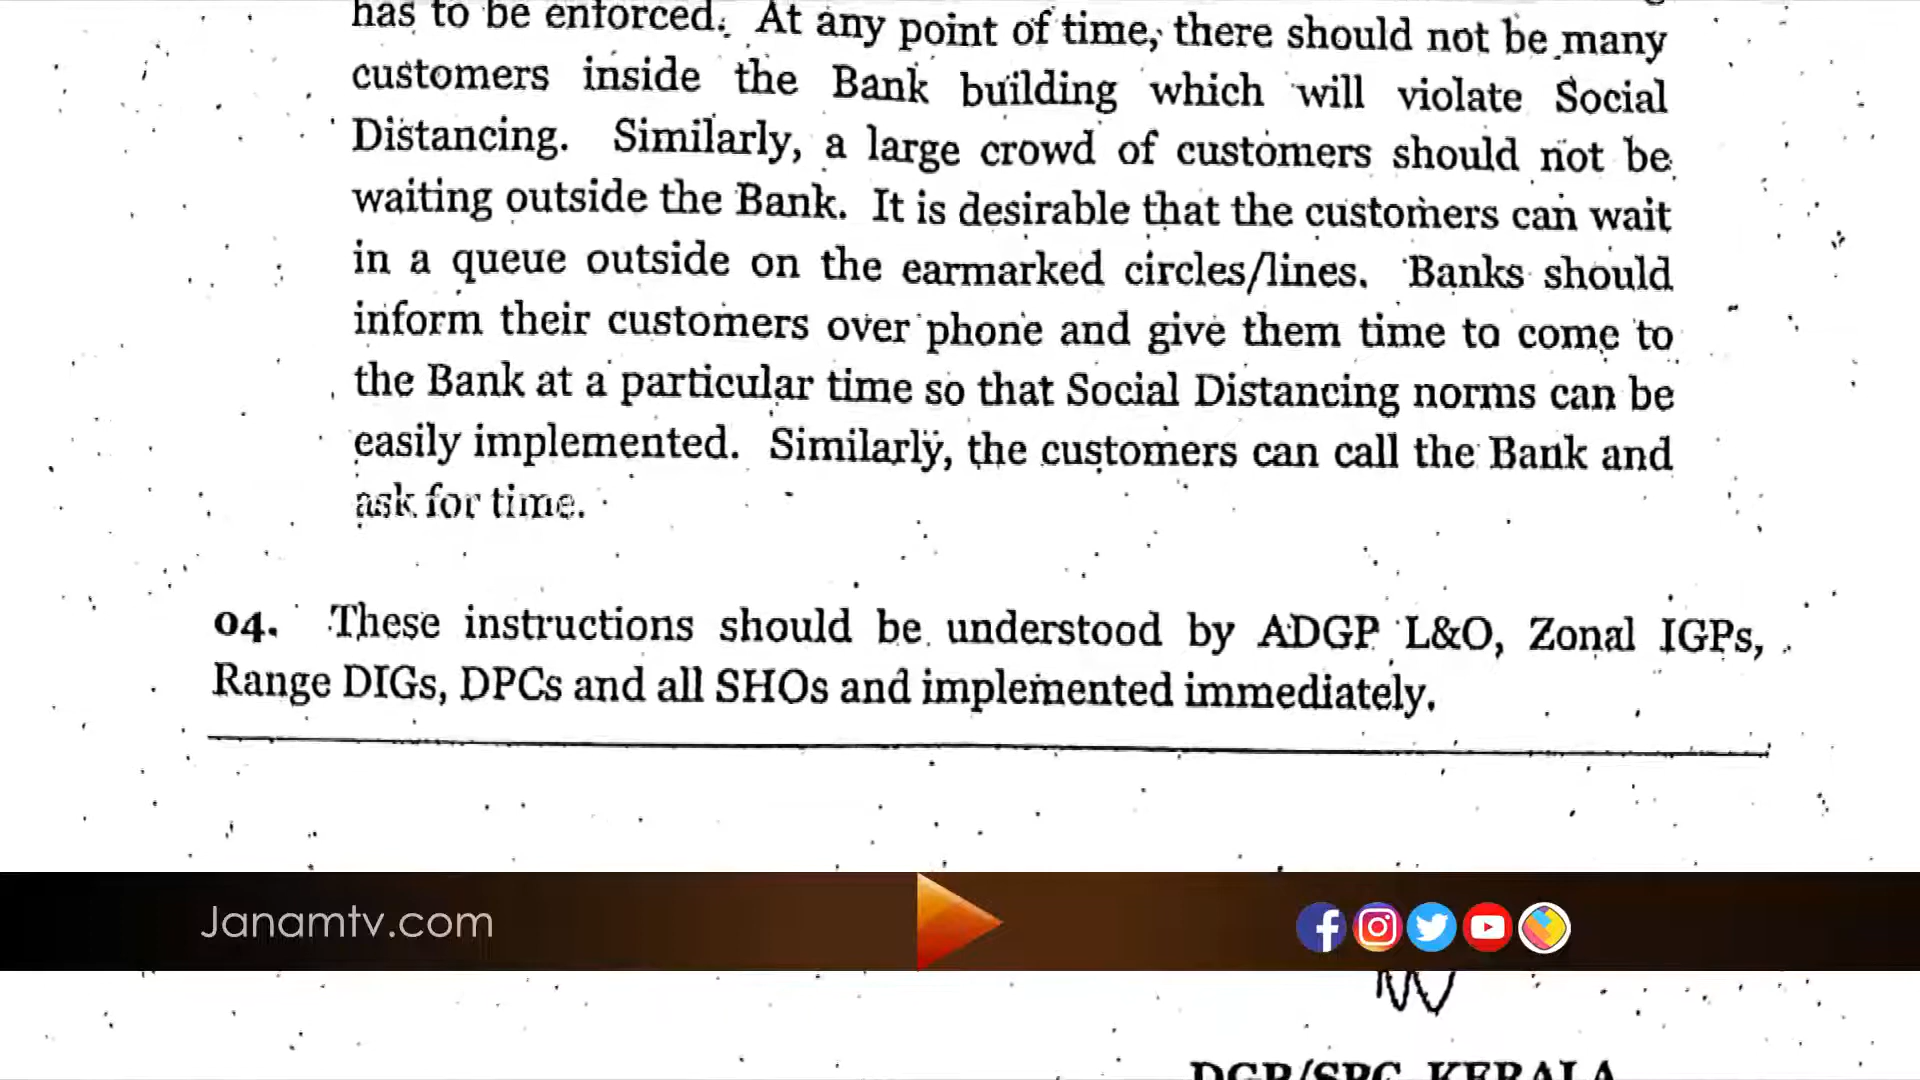 has to be enforced. At any point of time, there should not be many
customers inside the Bank building which will violate Social
Distancing. Similarly, a large crowd of customers should not be
waiting outside the Bank. It is desirable that the customers can wait
in a queue outside on the earmarked circles/lines. Banks should
inform their customers over phone and give them time to come to
the Bank at a particular time so that Social Distancing norms can be
easily implemented. Similarly, the customers can call the Bank and
ask for time.
04. These instructions should be understood by ADGP L&O, Zonal IGPs,
Range DIGs, DPCs and all SHOs and implemented immediately.
Janamtv.com
DGP/SPC, KERALA